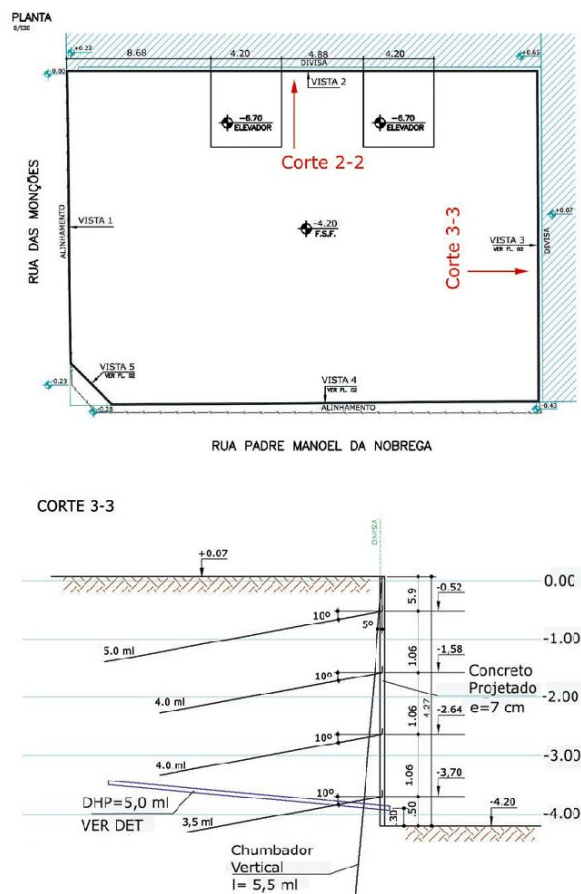 PLANTA
S/ESC
+0.22
8.68
4.20
4.88
4.20
+0.65
DIVISA
0.00
VISTA 2
-6.70
ELEVADOR
-6.70
ELEVADOR
Corte 2-2
RUA DAS MONÇÕES
ALINHAMENTO
VISTA 1
-4.20
F.S.F.
Corte 3-3
+0.07
VISTA 3
VER FL. 02
DIVISA
VISTA 5
VER FL. 02
-0.23
-0.28
VISTA 4
VER FL. 02
ALINHAMENTO
-0.43
RUA PADRE MANOEL DA NOBREGA
CORTE 3-3
DIVISA
+0.07
0.00
-0.52
5.9
10º
5º
-1.00
5.0 ml
1.06
-1,58
10º
Concreto
Projetado
e=7 cm
4.0 ml
4.27
-2.00
1.06
-2.64
10º
4.0 ml
-3.00
1.06
-3,70
10º
DHP=5,0 ml
VER DET
.30
.50
-4.20
-4.00
3,5 ml
Chumbador
Vertical
l= 5,5 ml